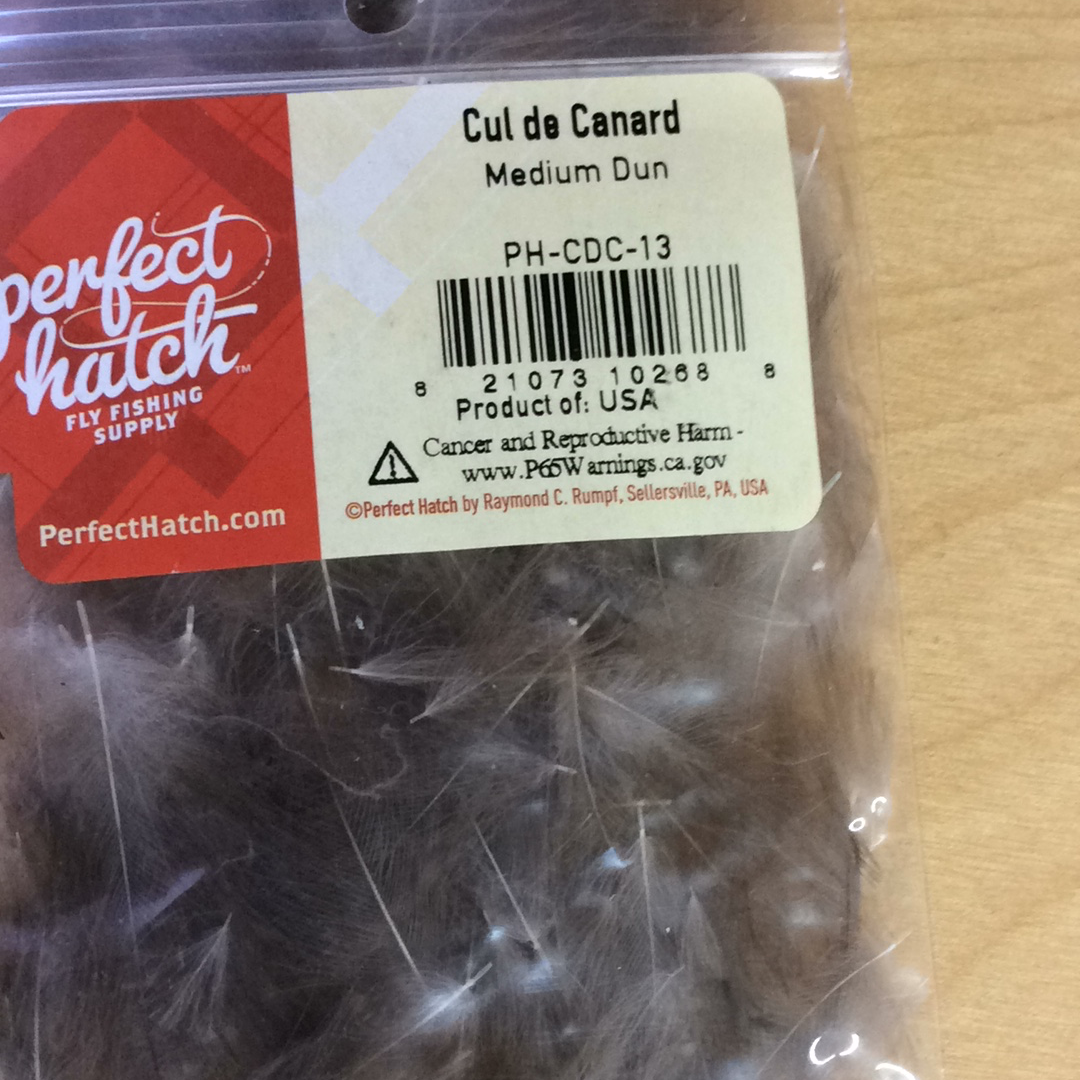 Cul de Canard
Medium Dun
PH-CDC-13
8 21073 10268 8
Product of: USA
Cancer and Reproductive Harm -
www.P65Warnings.ca.gov
©Perfect Hatch by Raymond C. Rumpf, Sellersville, PA, USA
perfect
hatch™
FLY FISHING
SUPPLY
PerfectHatch.com